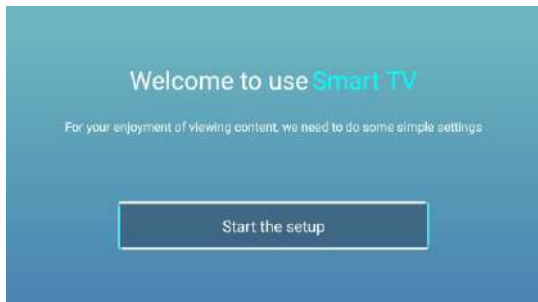 Welcome to use Smart TV
For your enjoyment of viewing content, we need to do some simple settings
Start the setup